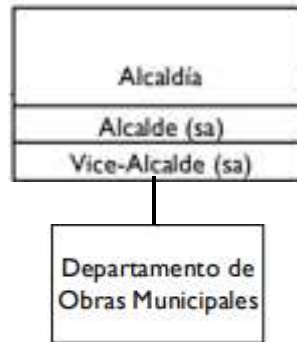 Alcaldía
Alcalde (sa)
Vice-Alcalde (sa)
Departamento de
Obras Municipales